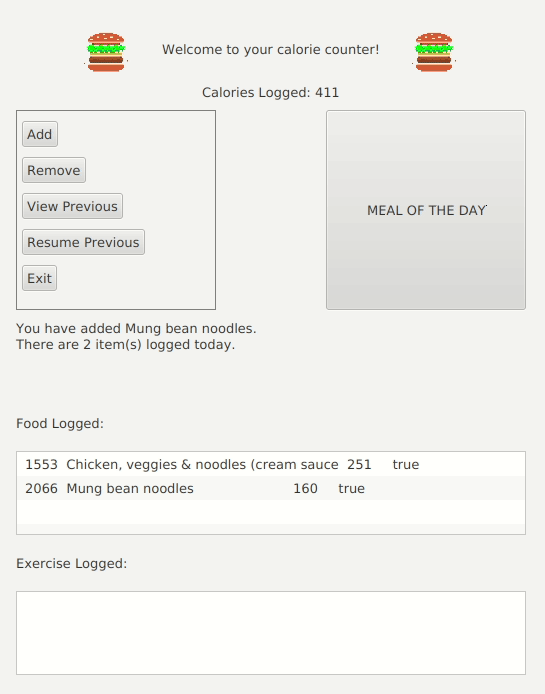 Welcome to your calorie counter!
Calories Logged: 411
Add
Remove
View Previous
Resume Previous
Exit
MEAL OF THE DAY
You have added Mung bean noodles.
There are 2 item(s) logged today.
Food Logged:
1553 Chicken, veggies & noodles (cream sauce 251 true
2066 Mung bean noodles 160 true
Exercise Logged: